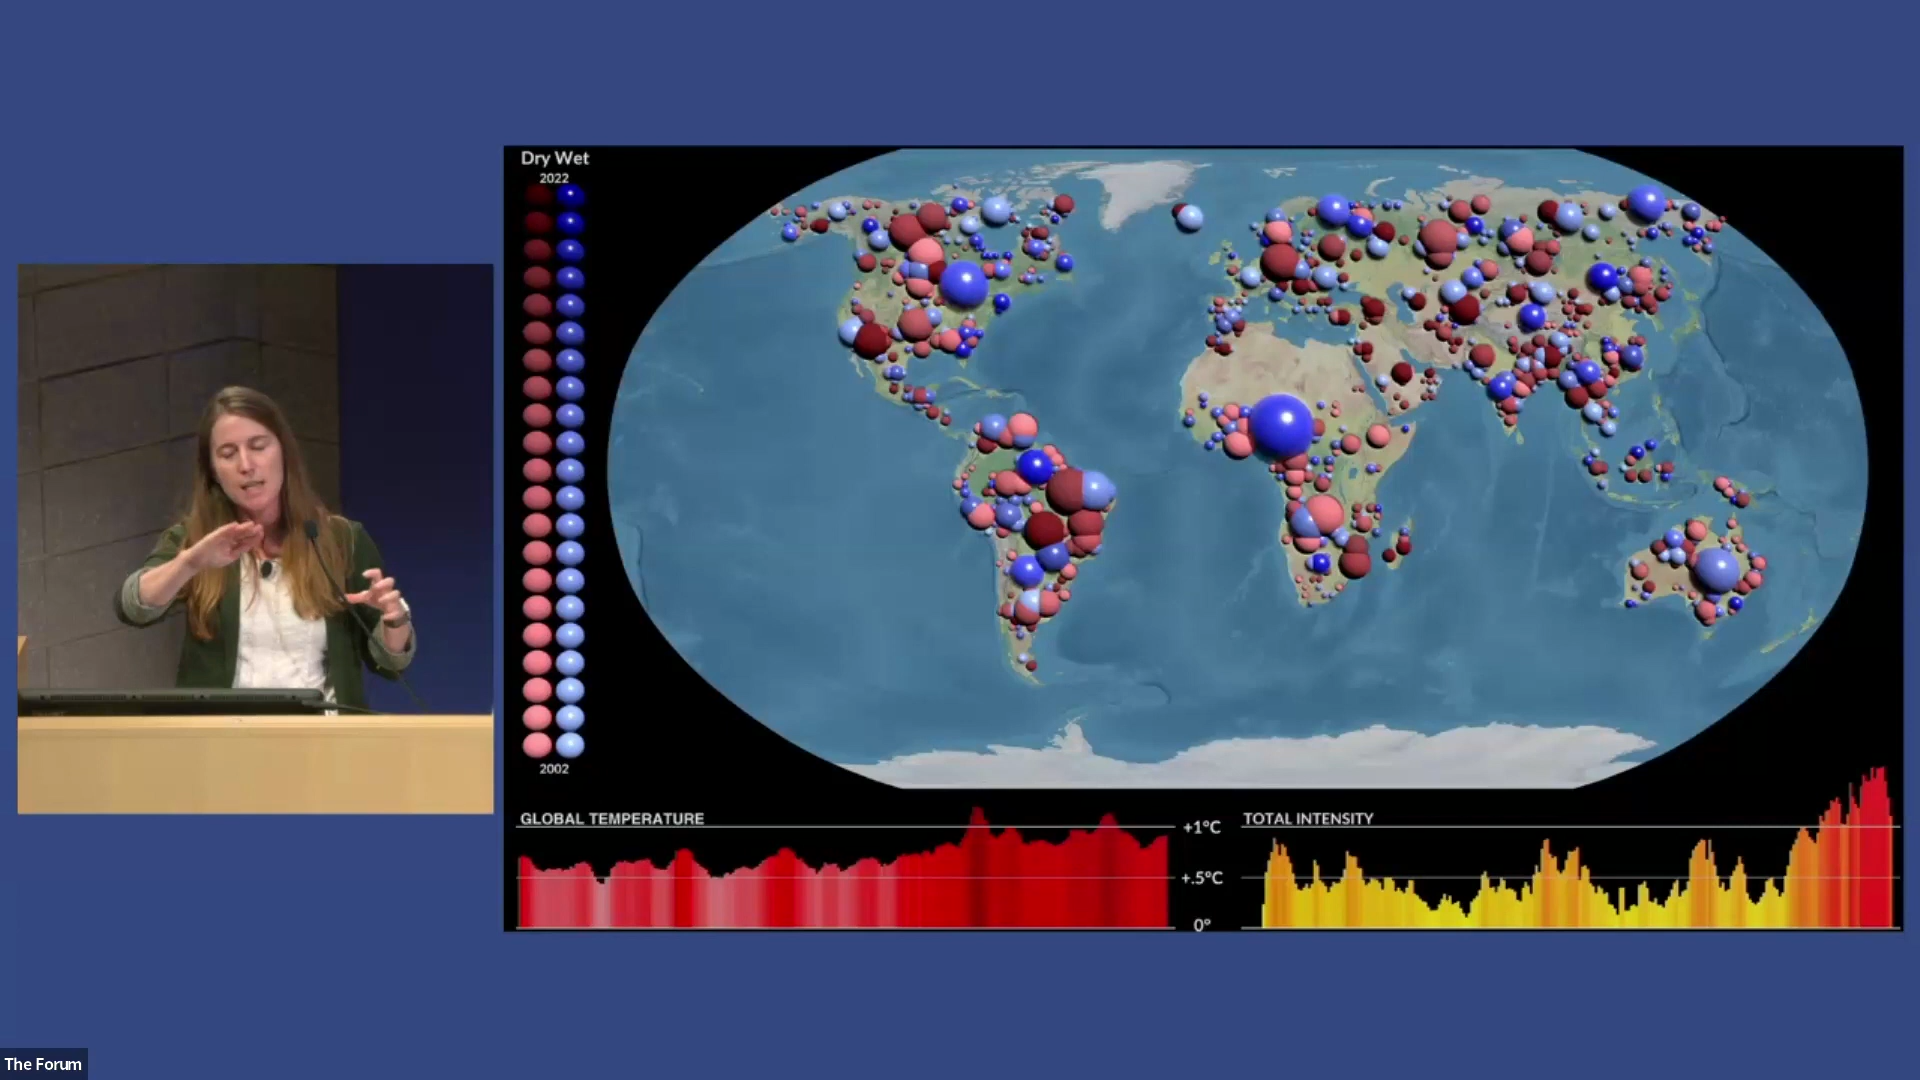 Dry Wet
2022
2002
GLOBAL TEMPERATURE
+1°C
+.5°C
0°
TOTAL INTENSITY
The Forum